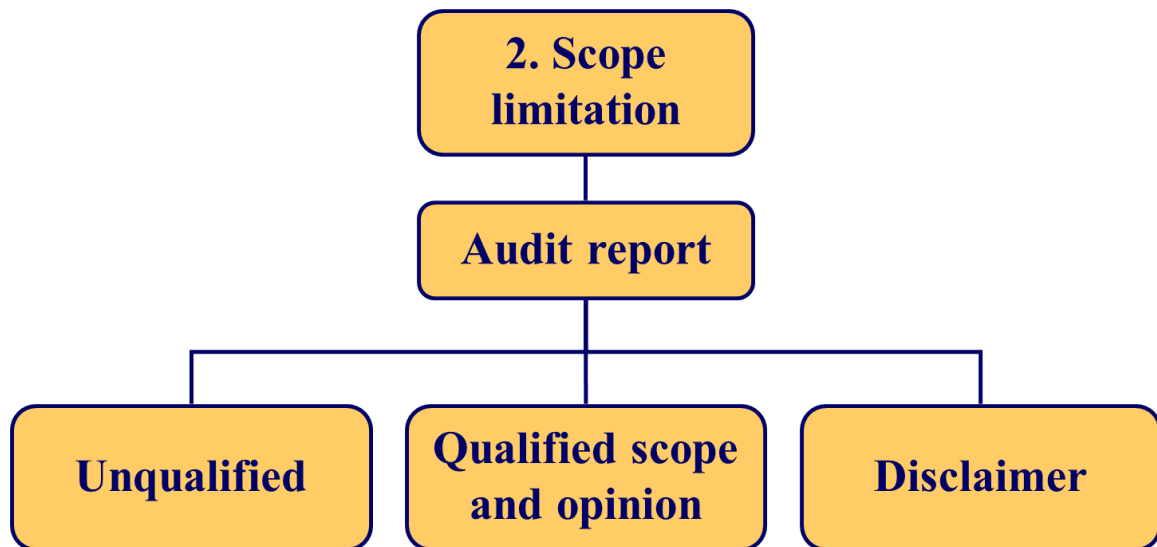 2. Scope
limitation
Audit report
Unqualified
Qualified scope
and opinion
Disclaimer